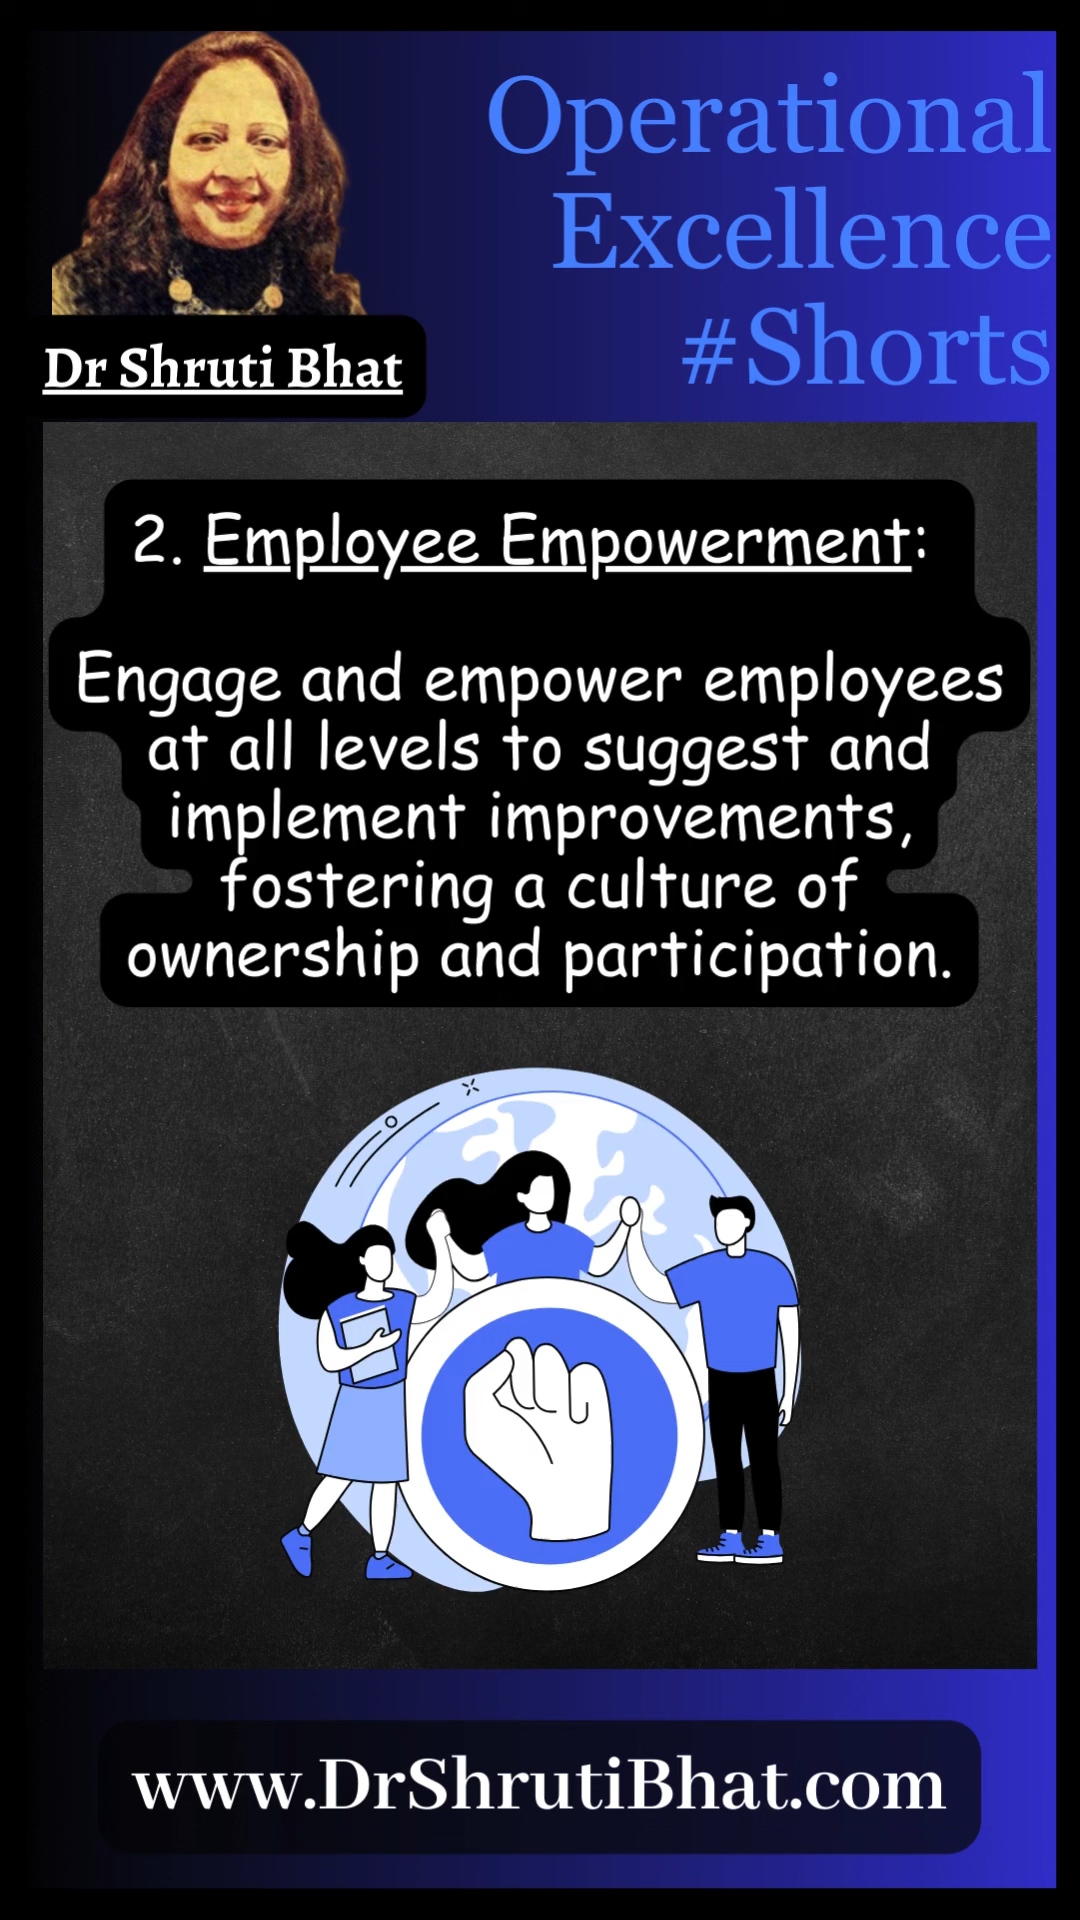 Operational
Excellence
#Shorts
Dr Shruti Bhat
2. Employee Empowerment:
Engage and empower employees
at all levels to suggest and
implement improvements,
fostering a culture of
ownership and participation.
www.DrShrutiBhat.com